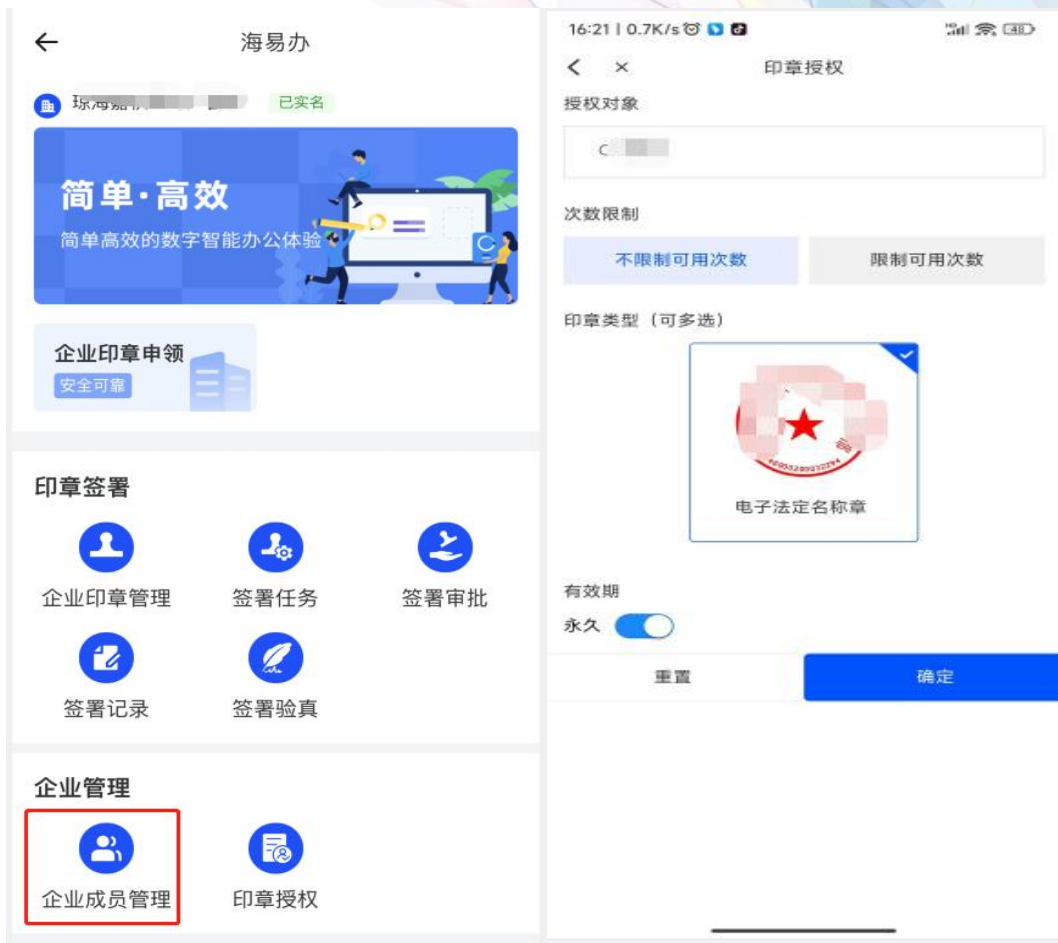 海易办
已实名
简单·高效
简单高效的数字智能办公体验
企业印章申领
安全可靠
印章签署
企业印章管理
签署任务
签署审批
签署记录
签署验真
企业管理
企业成员管理
印章授权
16:21 | 0.7K/s
48
印章授权
授权对象
次数限制
不限制可用次数
限制可用次数
印章类型（可多选）
电子法定名称章
有效期
永久
重置
确定